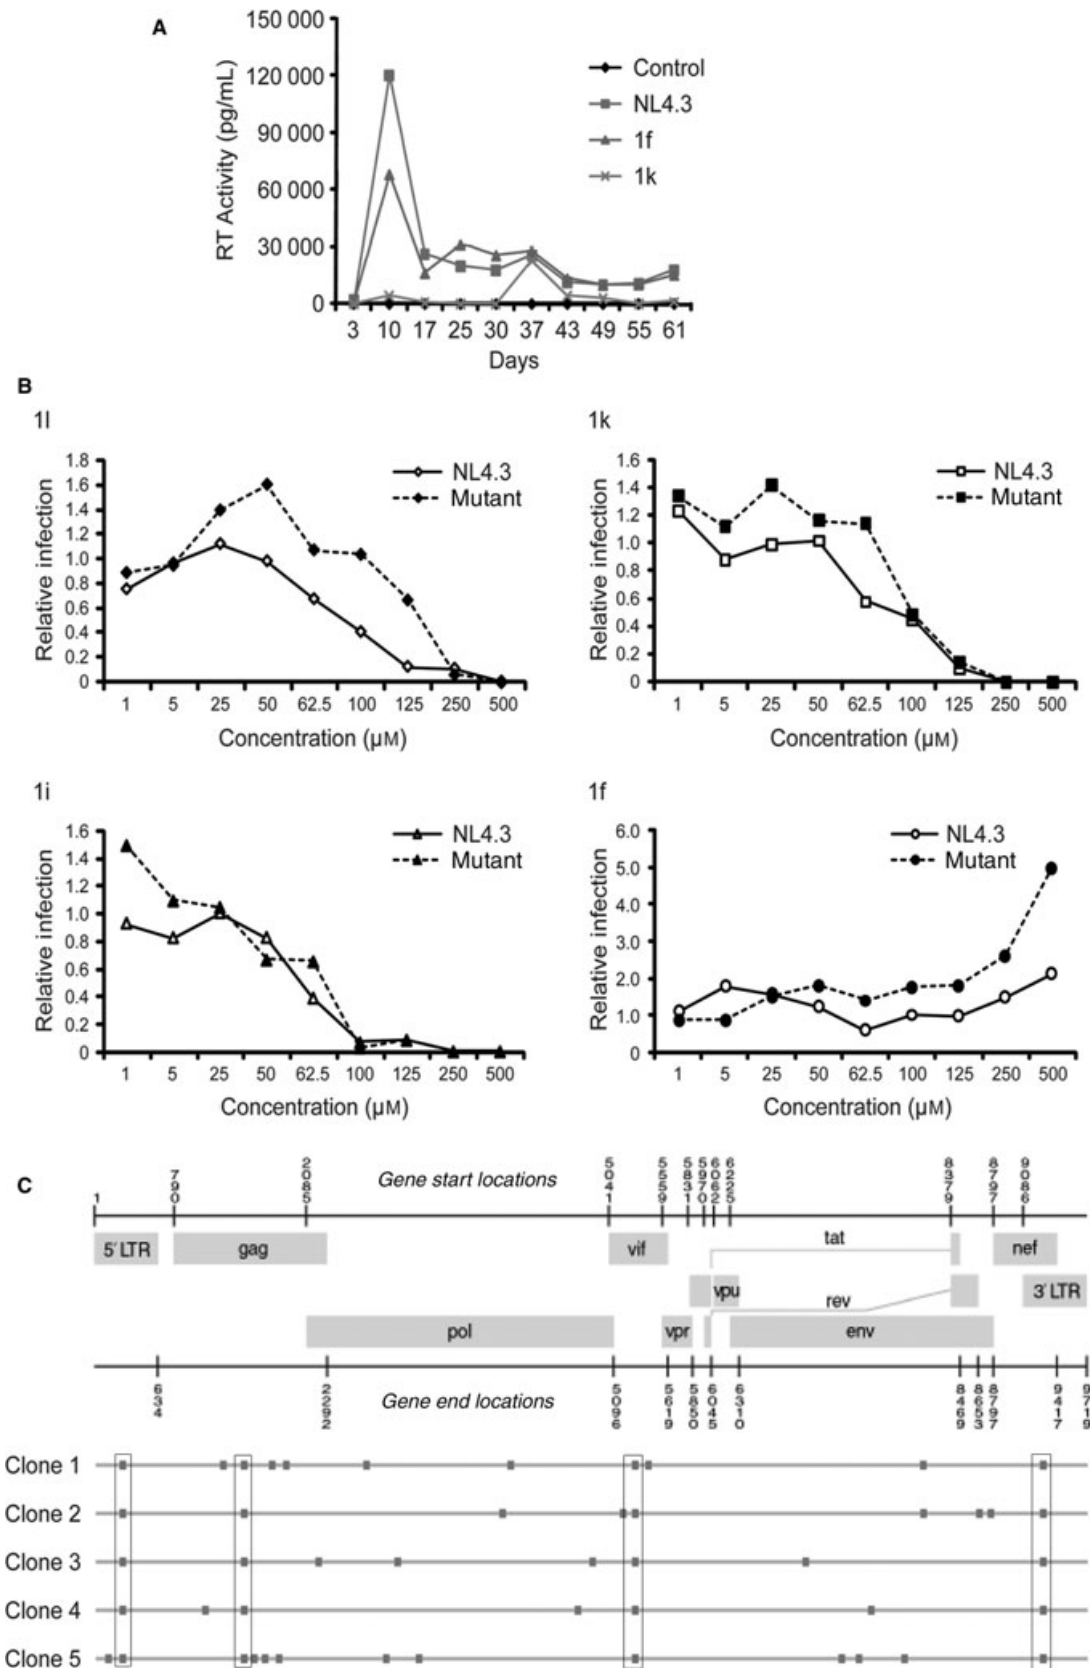 A
150 000
120 000
90 000
60 000
30 000
0
RT Activity (pg/mL)
Control
NL4.3
1f
1k
3 10 17 25 30 37 43 49 55 61
Days
B
1l
1.8
1.6
1.4
1.2
1.0
0.8
0.6
0.4
0.2
0
Relative infection
NL4.3
Mutant
1 5 25 50 62.5 100 125 250 500
Concentration (µM)
1k
1.6
1.4
1.2
1.0
0.8
0.6
0.4
0.2
0
Relative infection
NL4.3
Mutant
1 5 25 50 62.5 100 125 250 500
Concentration (µM)
1i
1.6
1.4
1.2
1.0
0.8
0.6
0.4
0.2
0
Relative infection
NL4.3
Mutant
1 5 25 50 62.5 100 125 250 500
Concentration (µM)
1f
6.0
5.0
4.0
3.0
2.0
1.0
0
Relative infection
NL4.3
Mutant
1 5 25 50 62.5 100 125 250 500
Concentration (µM)
C
1 790 2085 Gene start locations 5041 5559 5831 5970 6062 6225 8379 8797 9086
5′ LTR gag vif tat nef
vpu rev 3′ LTR
pol vpr env
634 2292 Gene end locations 5096 5619 5850 6045 6310 8469 8653 8797 9417 9719
Clone 1
Clone 2
Clone 3
Clone 4
Clone 5